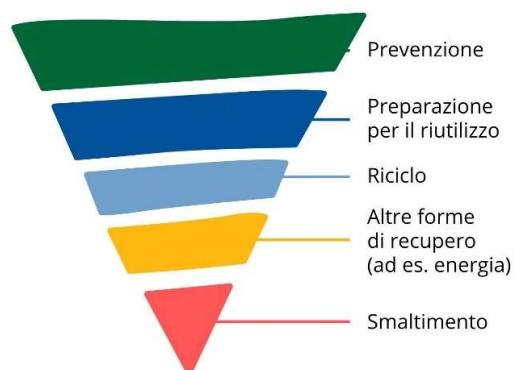 Prevenzione
Preparazione
per il riutilizzo
Riciclo
Altre forme
di recupero
(ad es. energia)
Smaltimento